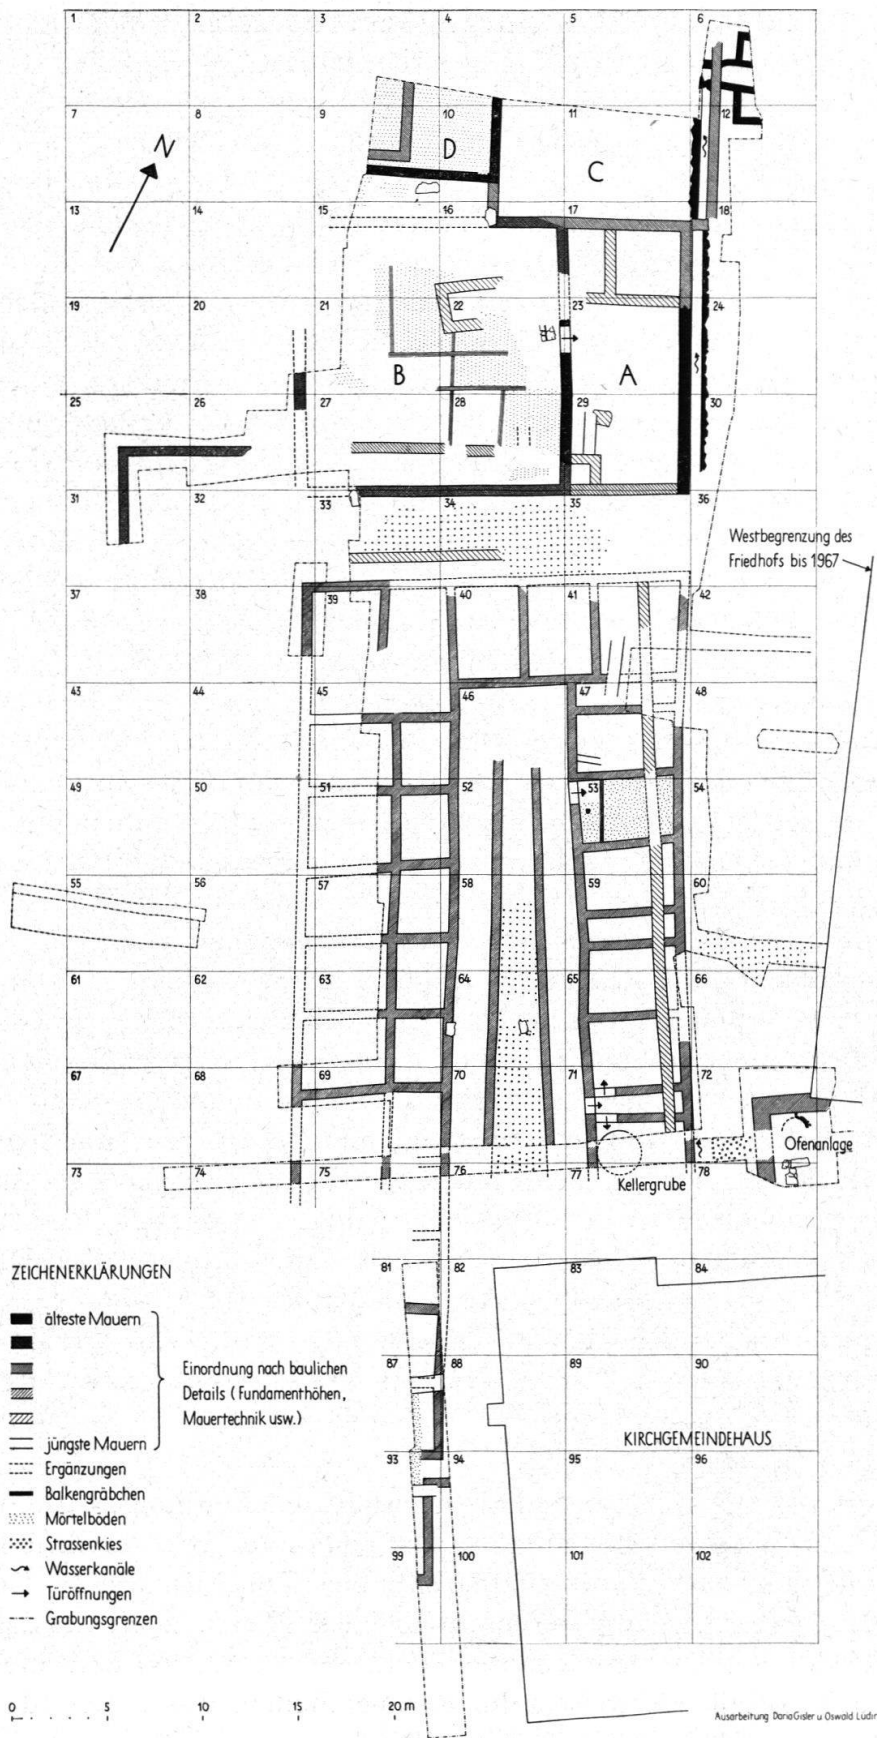 1 2 3 4 5 6
7 8 9 10 11 12
D
C
N
13 14 15 16 17 18
19 20 21 22 23 24
B A
25 26 27 28 29 30
31 32 33 34 35 36
Westbegrenzung des
Friedhofs bis 1967
37 38 39 40 41 42
43 44 45 46 47 48
49 50 51 52 53 54
55 56 57 58 59 60
61 62 63 64 65 66
67 68 69 70 71 72
Ofenanlage
73 74 75 76 77 78
Kellergrube
ZEICHENERKLÄRUNGEN
81 82 83 84
älteste Mauern
87 88 89 90
Einordnung nach baulichen
Details (Fundamenthöhen,
Mauertechnik usw.)
KIRCHGEMEINDEHAUS
jüngste Mauern
93 94 95 96
Ergänzungen
Balkengräbchen
Mörtelböden
Strassenkies
99 100 101 102
Wasserkanäle
Türöffnungen
Grabungsgrenzen
0 5 10 15 20 m
Ausarbeitung Doria Gisler u. Oswald